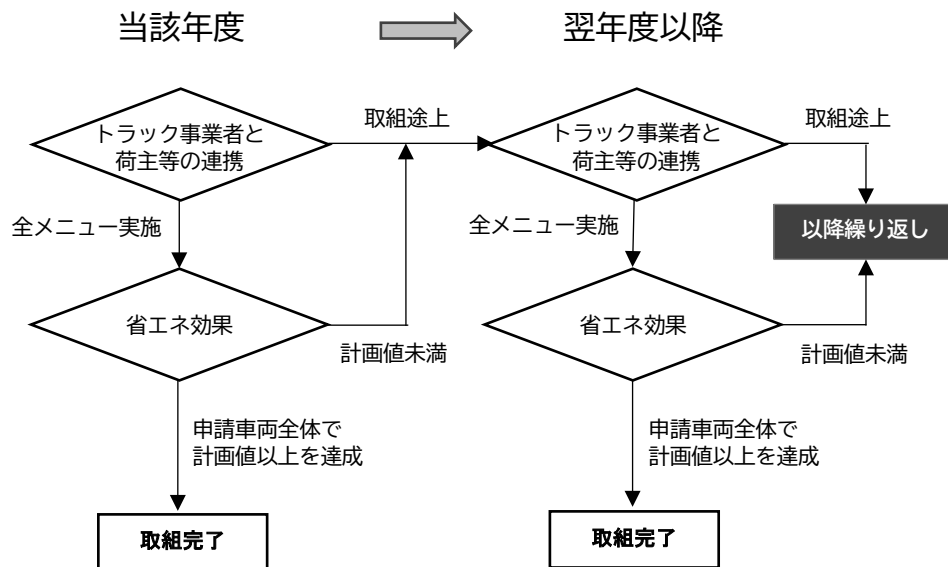 当該年度
翌年度以降
トラック事業者と
荷主等の連携
取組途上
トラック事業者と
荷主等の連携
取組途上
全メニュー実施
全メニュー実施
以降繰り返し
省エネ効果
計画値未満
省エネ効果
計画値未満
申請車両全体で
計画値以上を達成
申請車両全体で
計画値以上を達成
取組完了
取組完了